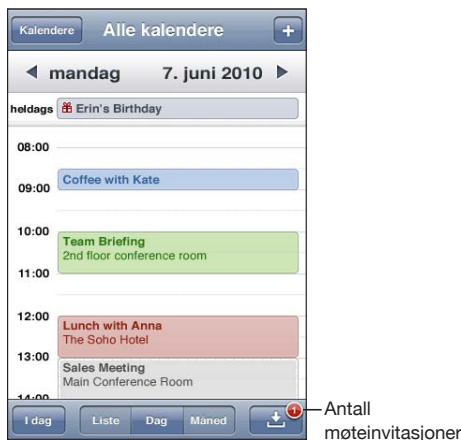 Kalendere Alle kalendere +
mandag 7. juni 2010
heldags Erin's Birthday
08:00
Coffee with Kate
09:00
10:00
Team Briefing
2nd floor conference room
11:00
12:00
Lunch with Anna
The Soho Hotel
13:00
Sales Meeting
Main Conference Room
14:00
I dag Liste Dag Måned 1
Antall
møteinvitasjoner